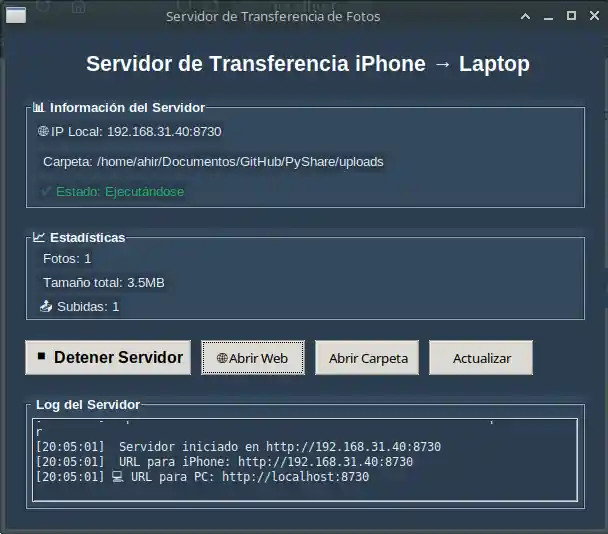 Servidor de Transferencia de Fotos
Servidor de Transferencia iPhone → Laptop
📊 Información del Servidor
🌐 IP Local: 192.168.31.40:8730
Carpeta: /home/ahir/Documentos/GitHub/PyShare/uploads
✓ Estado: Ejecutándose
📈 Estadísticas
Fotos: 1
Tamaño total: 3.5MB
📤 Subidas: 1
■ Detener Servidor
🌐 Abrir Web
Abrir Carpeta
Actualizar
Log del Servidor
r
[20:05:01] Servidor iniciado en http://192.168.31.40:8730
[20:05:01] URL para iPhone: http://192.168.31.40:8730
[20:05:01] 💻 URL para PC: http://localhost:8730